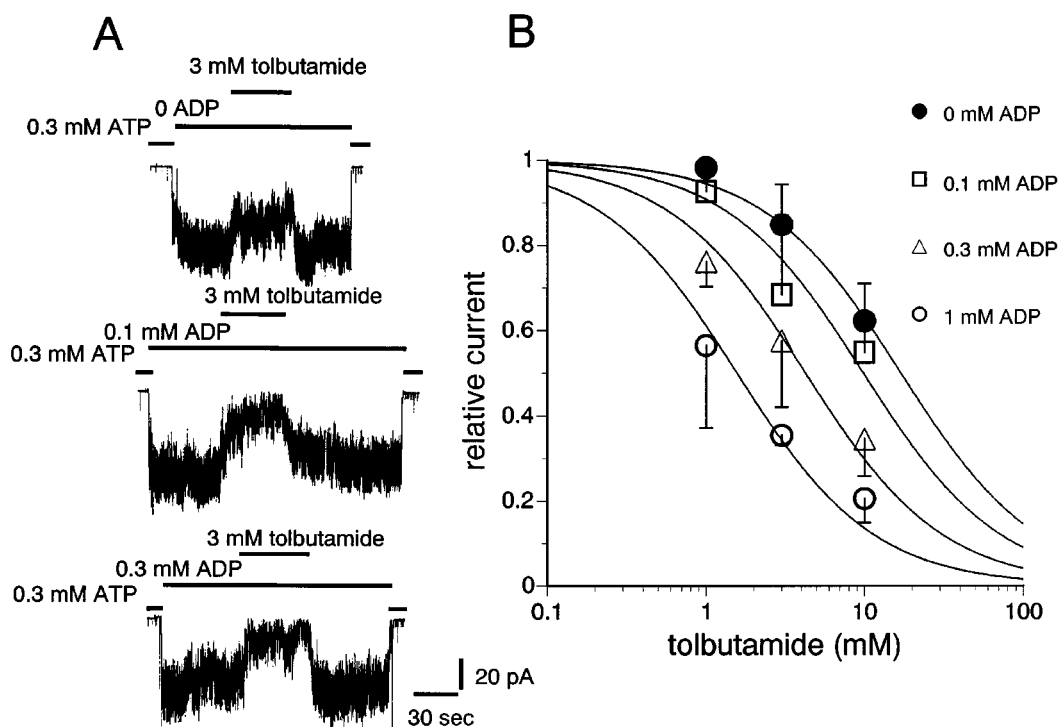 A
3 mM tolbutamide
0 ADP
0.3 mM ATP
3 mM tolbutamide
0.1 mM ADP
0.3 mM ATP
3 mM tolbutamide
0.3 mM ADP
0.3 mM ATP
20 pA
30 sec
B
0 mM ADP
0.1 mM ADP
0.3 mM ADP
1 mM ADP
relative current
1
0.8
0.6
0.4
0.2
0
0.1
1
10
100
tolbutamide (mM)